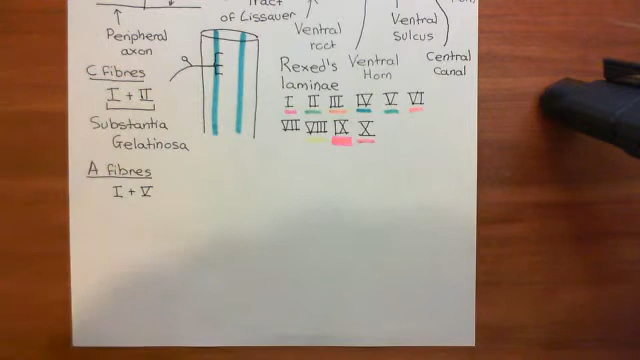 Tract
of Lissauer
Peripheral
axon
Ventral
root
Ventral
Sulcus
Ventral
Horn
Central
Canal
C fibres
I + II
Substantia
Gelatinosa
A fibres
I + V
Rexed's
laminae
I II III IV V VI
VII VIII IX X